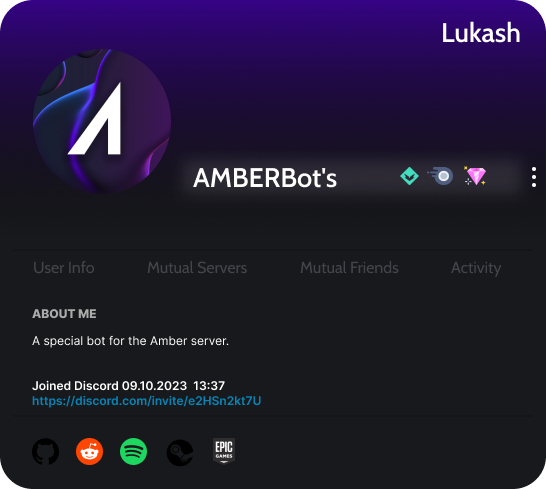 Lukash
AMBERBot's
User Info Mutual Servers Mutual Friends Activity
ABOUT ME
A special bot for the Amber server.
Joined Discord 09.10.2023 13:37
https://discord.com/invite/e2HSn2kt7U
EPIC
GAMES